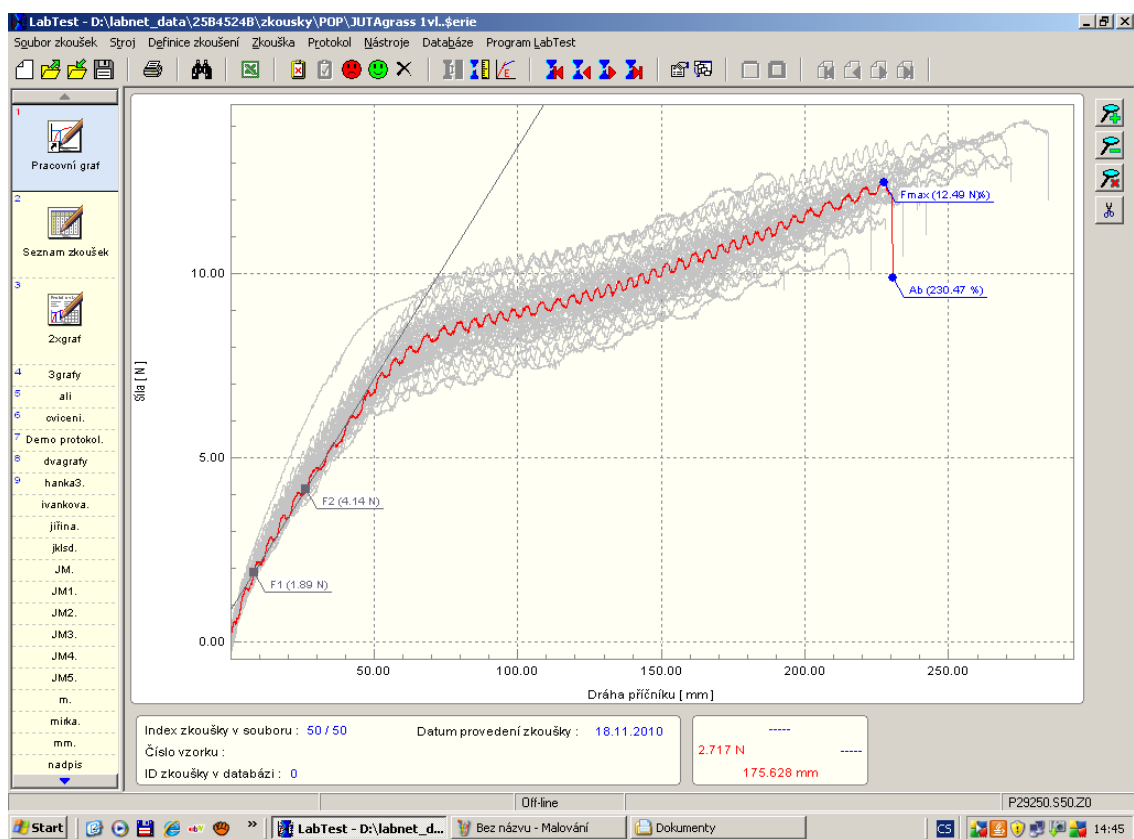 LabTest - D:\labnet_data\25B4524B\zkousky\POP\JUTAgrass 1vl..$erie
Soubor zkoušek Stroj Definice zkoušení Zkouška Protokol Nástroje Databáze Program LabTest
1
Pracovní graf
2
Seznam zkoušek
3
2xgraf
4 3grafy
5 ali
6 cviceni.
7 Demo protokol.
8 dvagrafy
9 hanka3.
ivankova.
jiřina.
jklsd.
JM.
JM1.
JM2.
JM3.
JM4.
JM5.
m.
mirka.
mm.
nadpis
Síla [ N ]
10.00
5.00
0.00
Fmax (12.49 N)%
Ab (230.47 %)
F2 (4.14 N)
F1 (1.89 N)
50.00 100.00 150.00 200.00 250.00
Dráha příčníku [ mm ]
Index zkoušky v souboru : 50 / 50 Datum provedení zkoušky : 18.11.2010
Číslo vzorku :
ID zkoušky v databázi : 0
-----
2.717 N -----
175.628 mm
Off-line P29250.S50.Z0
Start » LabTest - D:\labnet_d... Bez názvu - Malování Dokumenty CS 14:45